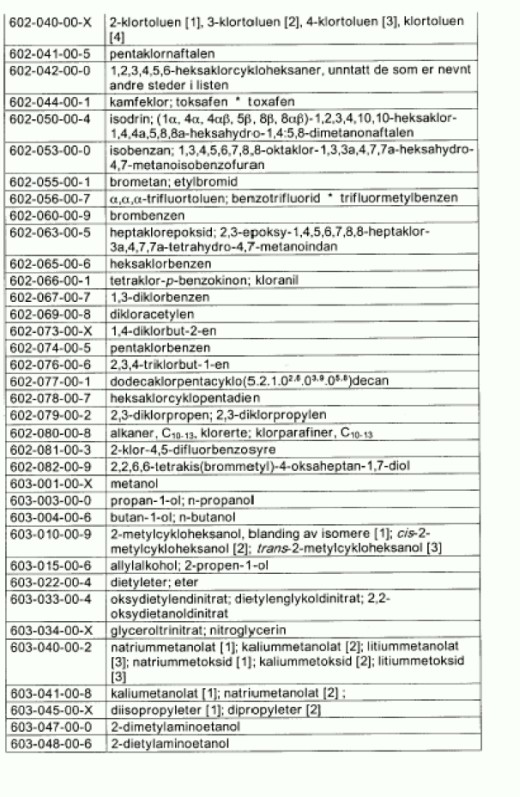 602-040-00-X 2-klortoluen [1], 3-klortoluen [2], 4-klortoluen [3], klortoluen
[4]
602-041-00-5 pentaklornaftalen
602-042-00-0 1,2,3,4,5,6-heksaklorcykloheksaner, unntatt de som er nevnt
andre steder i listen
602-044-00-1 kamfeklor; toksafen * toxafen
602-050-00-4 isodrin; (1α, 4α, 4αβ, 5β, 8β, 8αβ)-1,2,3,4,10,10-heksaklor-
1,4,4a,5,8,8a-heksahydro-1,4:5,8-dimetanonaftalen
602-053-00-0 isobenzan; 1,3,4,5,6,7,8,8-oktaklor-1,3,3a,4,7,7a-heksahydro-
4,7-metanoisobenzofuran
602-055-00-1 brometan; etylbromid
602-056-00-7 α,α,α-trifluortoluen; benzotrifluorid * trifluormetylbenzen
602-060-00-9 brombenzen
602-063-00-5 heptaklorepoksid; 2,3-epoksy-1,4,5,6,7,8,8-heptaklor-
3a,4,7,7a-tetrahydro-4,7-metanoindan
602-065-00-6 heksaklorbenzen
602-066-00-1 tetraklor-p-benzokinon; kloranil
602-067-00-7 1,3-diklorbenzen
602-069-00-8 dikloracetylen
602-073-00-X 1,4-diklorbut-2-en
602-074-00-5 pentaklorbenzen
602-076-00-6 2,3,4-triklorbut-1-en
602-077-00-1 dodecaklorpentacyklo(5.2.1.0²·⁶.0³·⁹.0⁵·⁸)decan
602-078-00-7 heksaklorcyklopentadien
602-079-00-2 2,3-diklorpropen; 2,3-diklorpropylen
602-080-00-8 alkaner, C₁₀₋₁₃, klorerte; klorparafiner, C₁₀₋₁₃
602-081-00-3 2-klor-4,5-difluorbenzosyre
602-082-00-9 2,2,6,6-tetrakis(brommetyl)-4-oksaheptan-1,7-diol
603-001-00-X metanol
603-003-00-0 propan-1-ol; n-propanol
603-004-00-6 butan-1-ol; n-butanol
603-010-00-9 2-metylcykloheksanol, blanding av isomere [1]; cis-2-
metylcykloheksanol [2]; trans-2-metylcykloheksanol [3]
603-015-00-6 allylalkohol; 2-propen-1-ol
603-022-00-4 dietyleter; eter
603-033-00-4 oksydietylendinitrat; dietylenglykoldinitrat; 2,2-
oksydietanoldinitrat
603-034-00-X glyceroltrinitrat; nitroglycerin
603-040-00-2 natriummetanolat [1]; kaliummetanolat [2]; litiummetanolat
[3]; natriummetoksid [1]; kaliummetoksid [2]; litiummetoksid
[3]
603-041-00-8 kaliumetanolat [1]; natriumetanolat [2] ;
603-045-00-X diisopropyleter [1]; dipropyleter [2]
603-047-00-0 2-dimetylaminoetanol
603-048-00-6 2-dietylaminoetanol